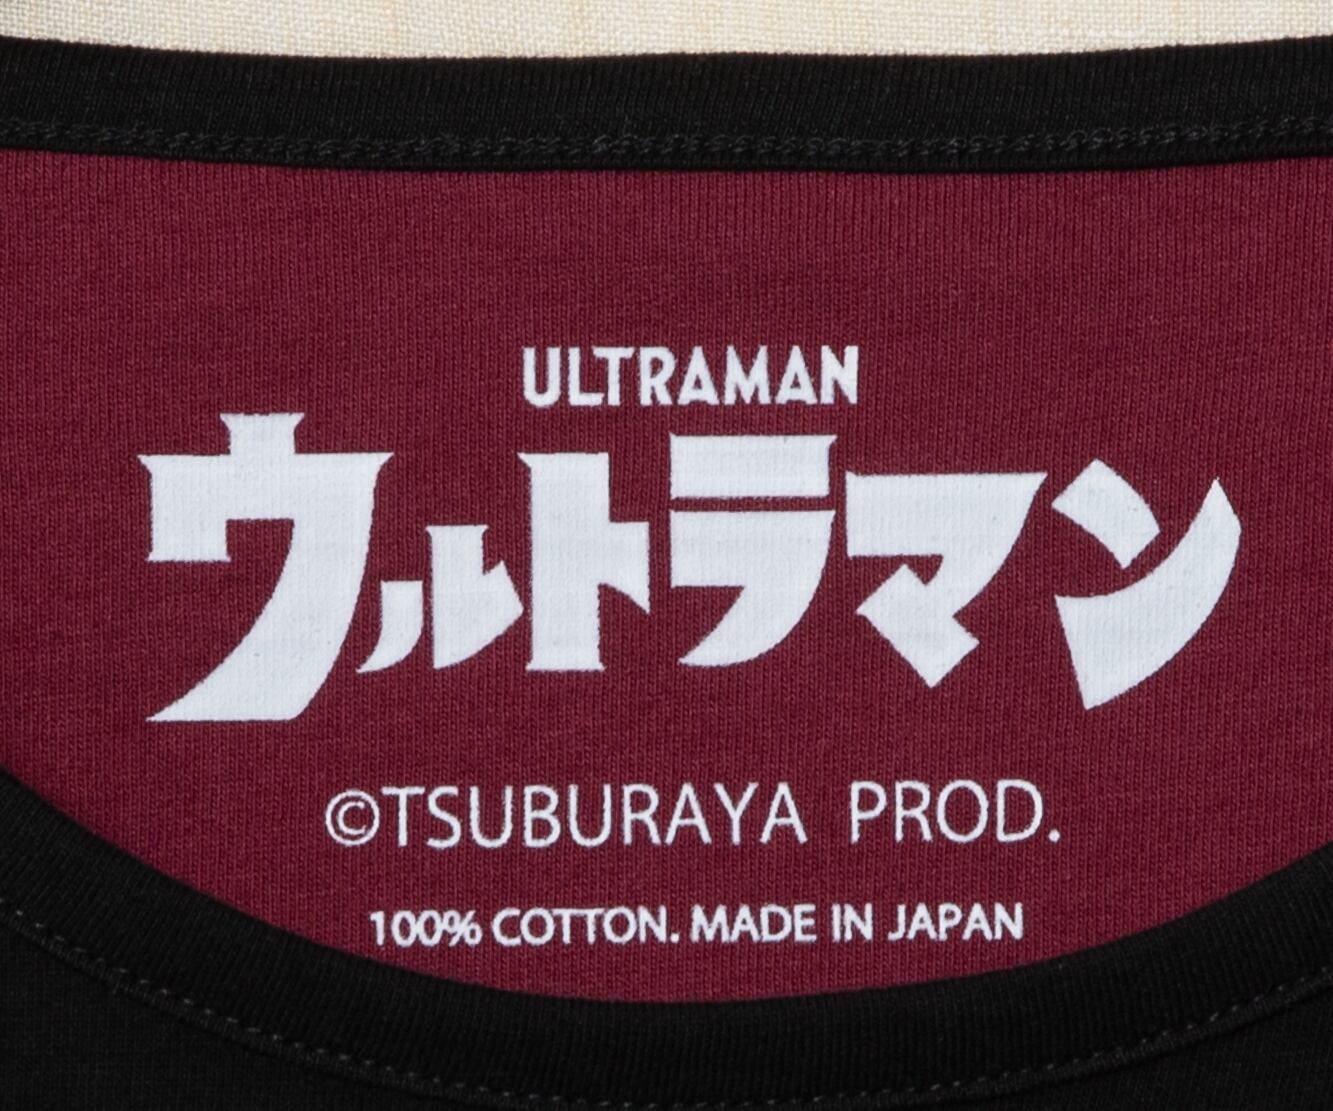 ULTRAMAN
ウルトラマン
©TSUBURAYA PROD.
100% COTTON. MADE IN JAPAN